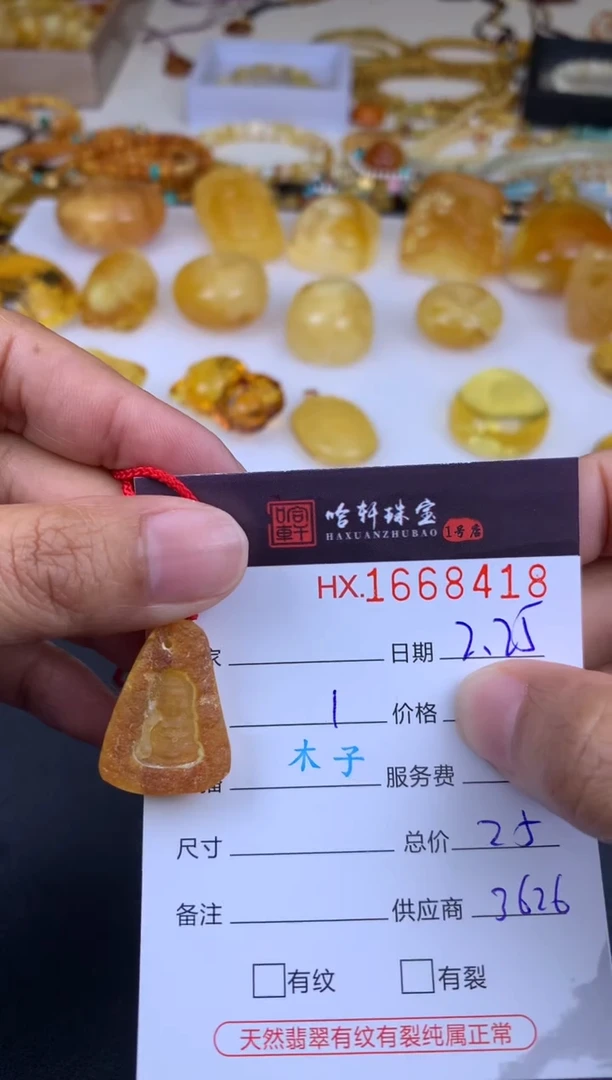 哈轩珠宝
HAXUANZHUBAO 1号店
HX.1668418
家 日期 2.25
1 价格
木子
播 服务费
尺寸 总价 25
备注 供应商 3626
有纹 有裂
天然翡翠有纹有裂纯属正常